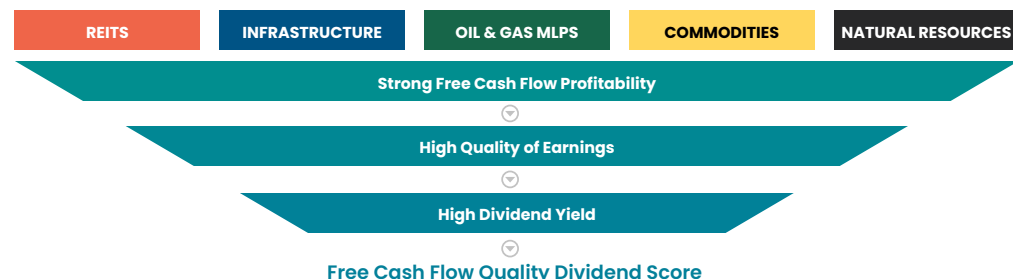 REITS
INFRASTRUCTURE
OIL & GAS MLPS
COMMODITIES
NATURAL RESOURCES
Strong Free Cash Flow Profitability
High Quality of Earnings
High Dividend Yield
Free Cash Flow Quality Dividend Score